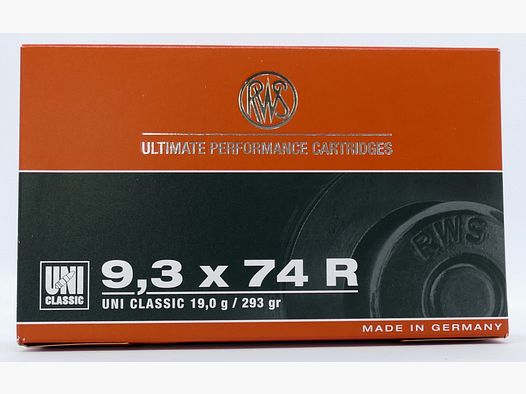 RWS
ULTIMATE PERFORMANCE CARTRIDGES
RWS
UNI
CLASSIC
9,3 x 74 R
UNI CLASSIC 19,0 g / 293 gr
MADE IN GERMANY